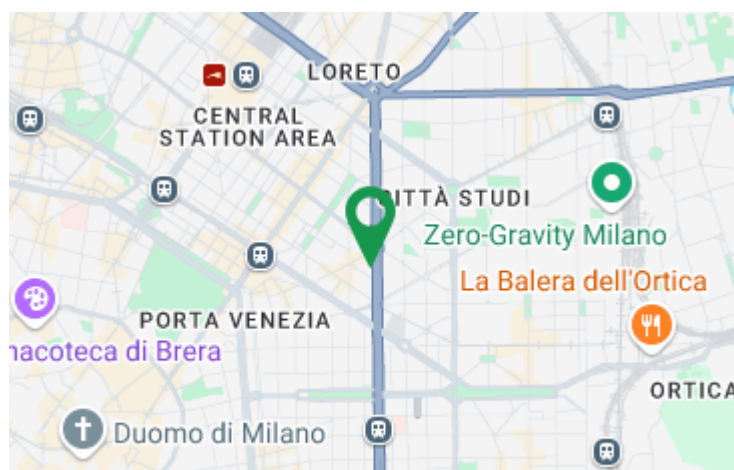 LORETO
CENTRAL
STATION AREA
CITTÀ STUDI
Zero-Gravity Milano
La Balera dell'Ortica
PORTA VENEZIA
nacoteca di Brera
ORTICA
Duomo di Milano